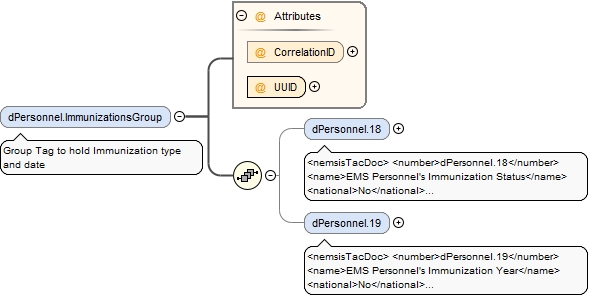 Attributes
@ CorrelationID
@ UUID
dPersonnel.ImmunizationsGroup
Group Tag to hold Immunization type
and date
dPersonnel.18
<nemsisTacDoc> <number>dPersonnel.18</number>
<name>EMS Personnel's Immunization Status</name>
<national>No</national>...
dPersonnel.19
<nemsisTacDoc> <number>dPersonnel.19</number>
<name>EMS Personnel's Immunization Year</name>
<national>No</national>...